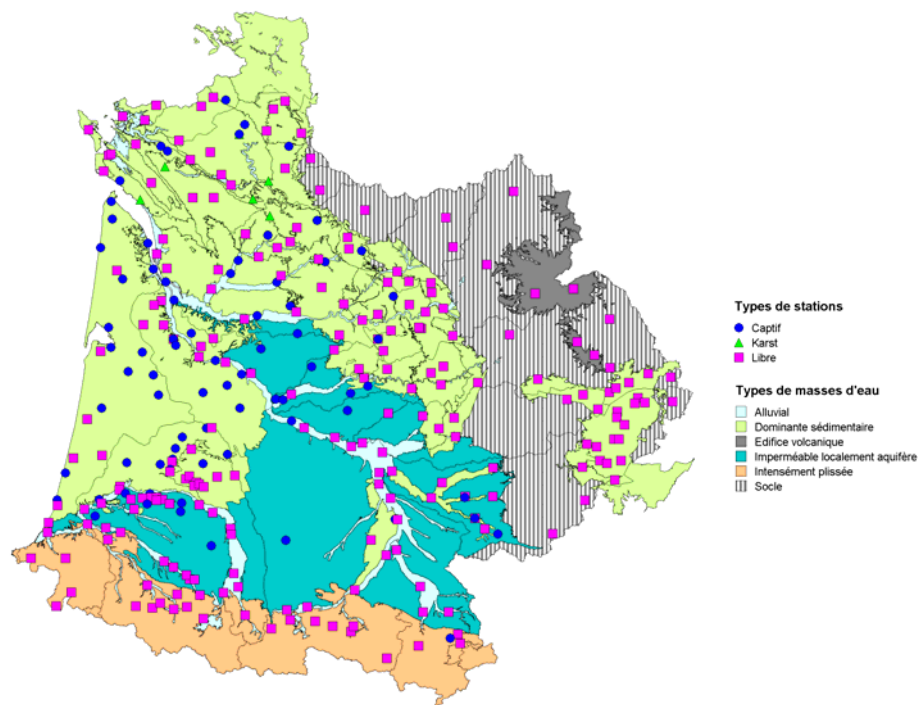 Types de stations
Captif
Karst
Libre
Types de masses d'eau
Alluvial
Dominante sédimentaire
Edifice volcanique
Imperméable localement aquifère
Intensément plissée
Socle